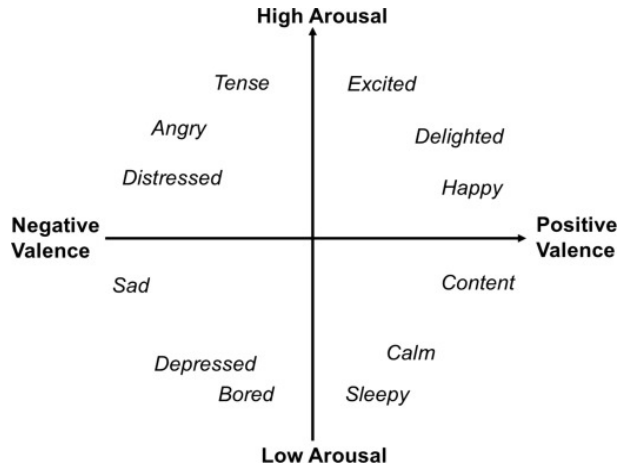 High Arousal
Tense
Excited
Angry
Delighted
Distressed
Happy
Negative
Valence
Positive
Valence
Sad
Content
Calm
Depressed
Bored
Sleepy
Low Arousal